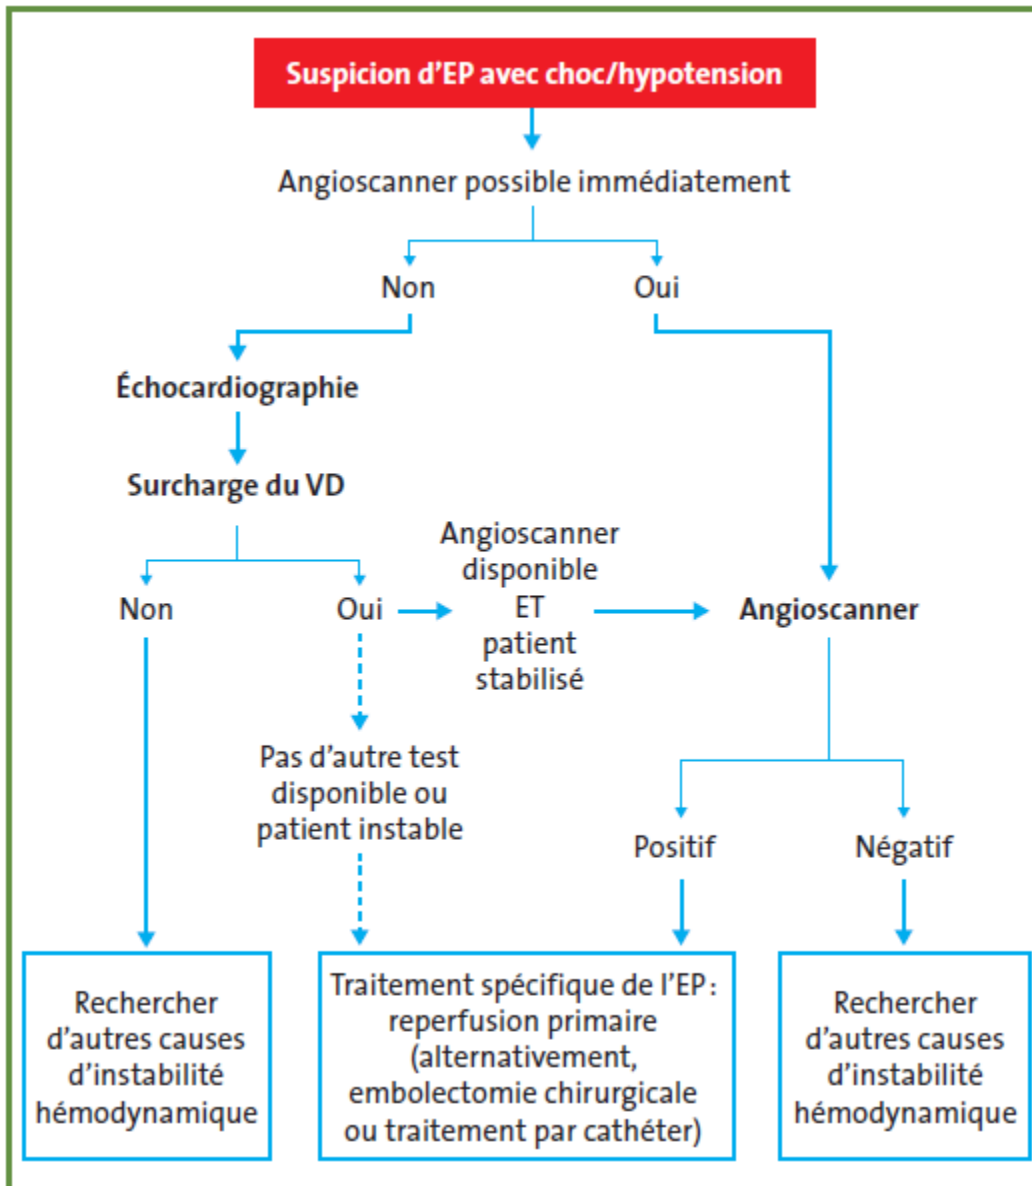 Suspicion d’EP avec choc/hypotension
Angioscanner possible immédiatement
Non
Oui
Échocardiographie
Surcharge du VD
Non
Oui
Angioscanner
disponible
ET
patient
stabilisé
Angioscanner
Pas d’autre test
disponible ou
patient instable
Positif
Négatif
Rechercher
d’autres causes
d’instabilité
hémodynamique
Traitement spécifique de l’EP :
reperfusion primaire
(alternativement,
embolectomie chirurgicale
ou traitement par cathéter)
Rechercher
d’autres causes
d’instabilité
hémodynamique